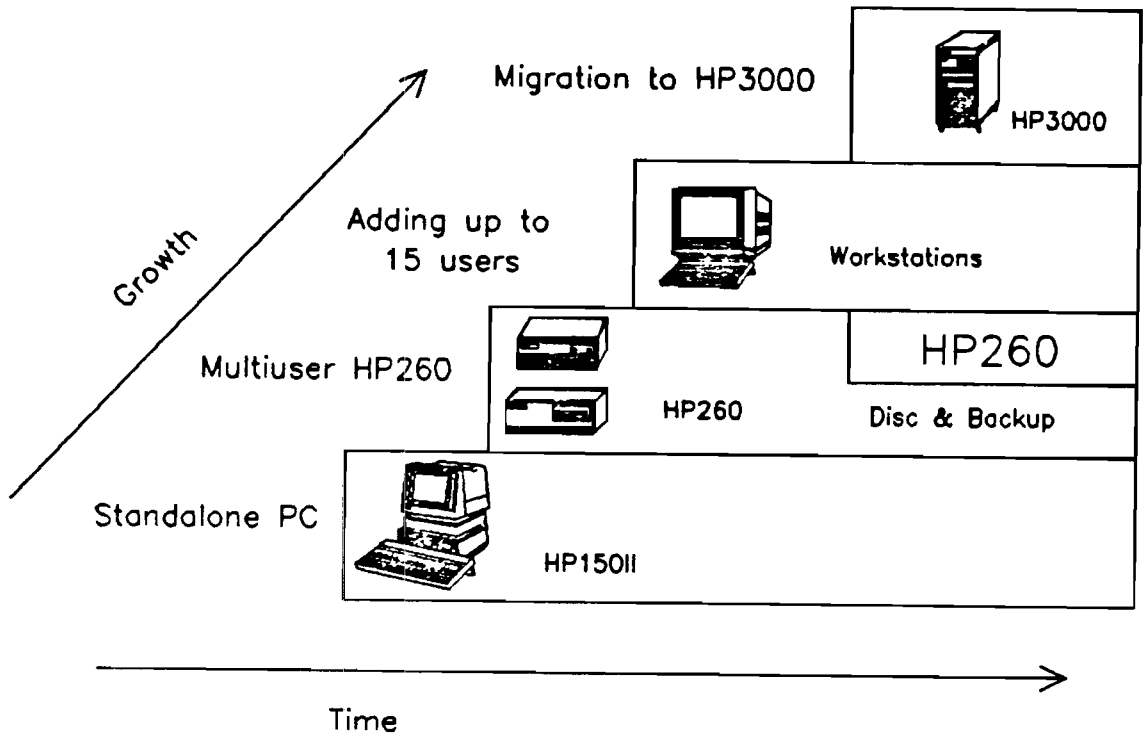 Migration to HP3000
HP3000
Growth
Adding up to
15 users
Workstations
Multiuser HP260
HP260
HP260
Disc & Backup
Standalone PC
HP150II
Time